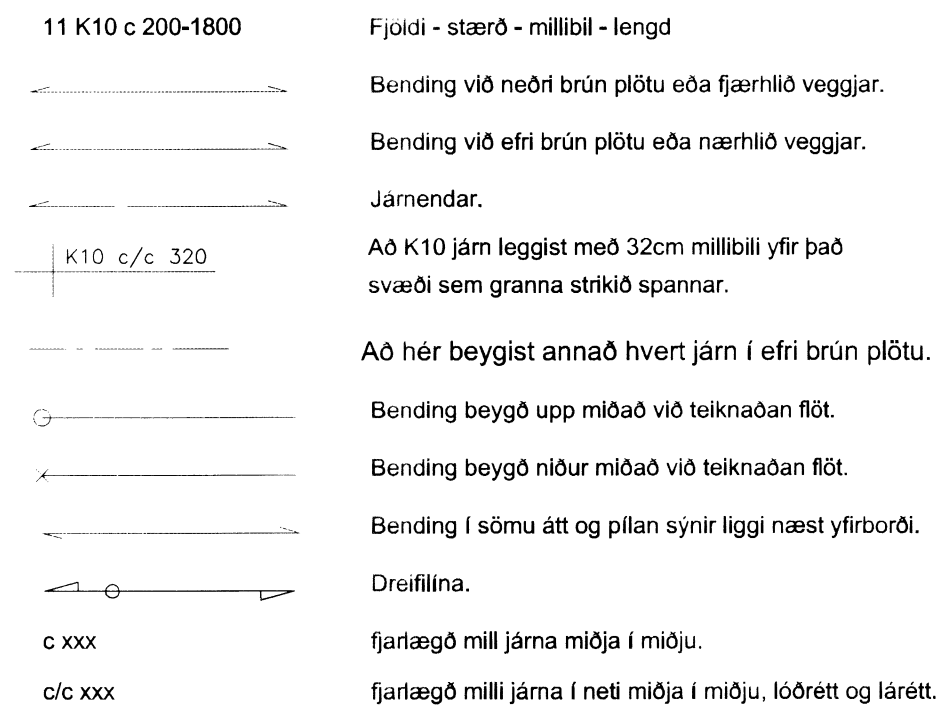 11 K10 c 200-1800 Fjöldi - stærð - millibil - lengd
Bending við neðri brún plötu eða fjærhlið veggjar.
Bending við efri brún plötu eða nærhlið veggjar.
Járnendar.
K10 c/c 320 Að K10 járn leggist með 32cm millibili yfir það
svæði sem granna strikið spannar.
Að hér beygist annað hvert járn í efri brún plötu.
Bending beygð upp miðað við teiknaðan flöt.
Bending beygð niður miðað við teiknaðan flöt.
Bending í sömu átt og pílan sýnir liggi næst yfirborði.
Dreifilína.
c xxx fjarlægð mill járna miðja í miðju.
c/c xxx fjarlægð milli járna í neti miðja í miðju, lóðrétt og lárétt.